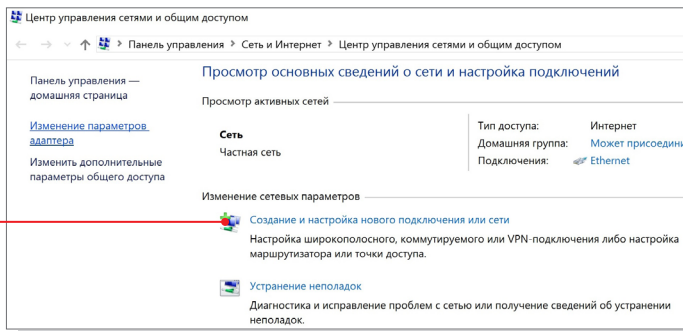 Центр управления сетями и общим доступом
Панель управления > Сеть и Интернет > Центр управления сетями и общим доступом
Панель управления —
домашняя страница
Изменение параметров
адаптера
Изменить дополнительные
параметры общего доступа
Просмотр основных сведений о сети и настройка подключений
Просмотр активных сетей
Сеть
Частная сеть
Тип доступа: Интернет
Домашняя группа: Может присоедини
Подключения: Ethernet
Изменение сетевых параметров
Создание и настройка нового подключения или сети
Настройка широкополосного, коммутируемого или VPN-подключения либо настройка
маршрутизатора или точки доступа.
Устранение неполадок
Диагностика и исправление проблем с сетью или получение сведений об устранении
неполадок.